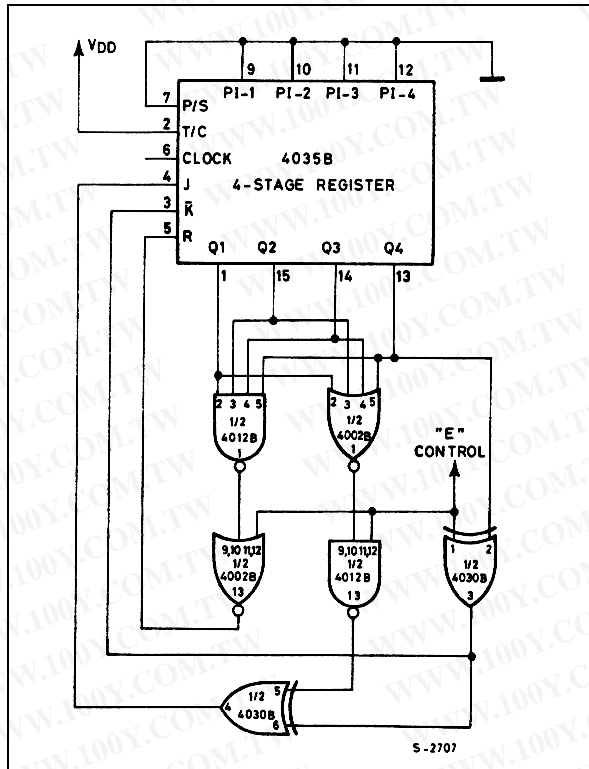 VDD
9 10 11 12
PI-1 PI-2 PI-3 PI-4
7 P/S
2 T/C
6 CLOCK 4035B
4 J 4-STAGE REGISTER
3 K̅
5 R
Q1 Q2 Q3 Q4
1 15 14 13
2 3 4 5
1/2
4012B
1
2 3 4 5
1/2
4002B
1
"E"
CONTROL
9,10 11,12
1/2
4002B
13
9,10 11,12
1/2
4012B
13
1 2
1/2
4030B
3
5
1/2
4
4030B
6
S-2707
WWW.100Y.COM.TW